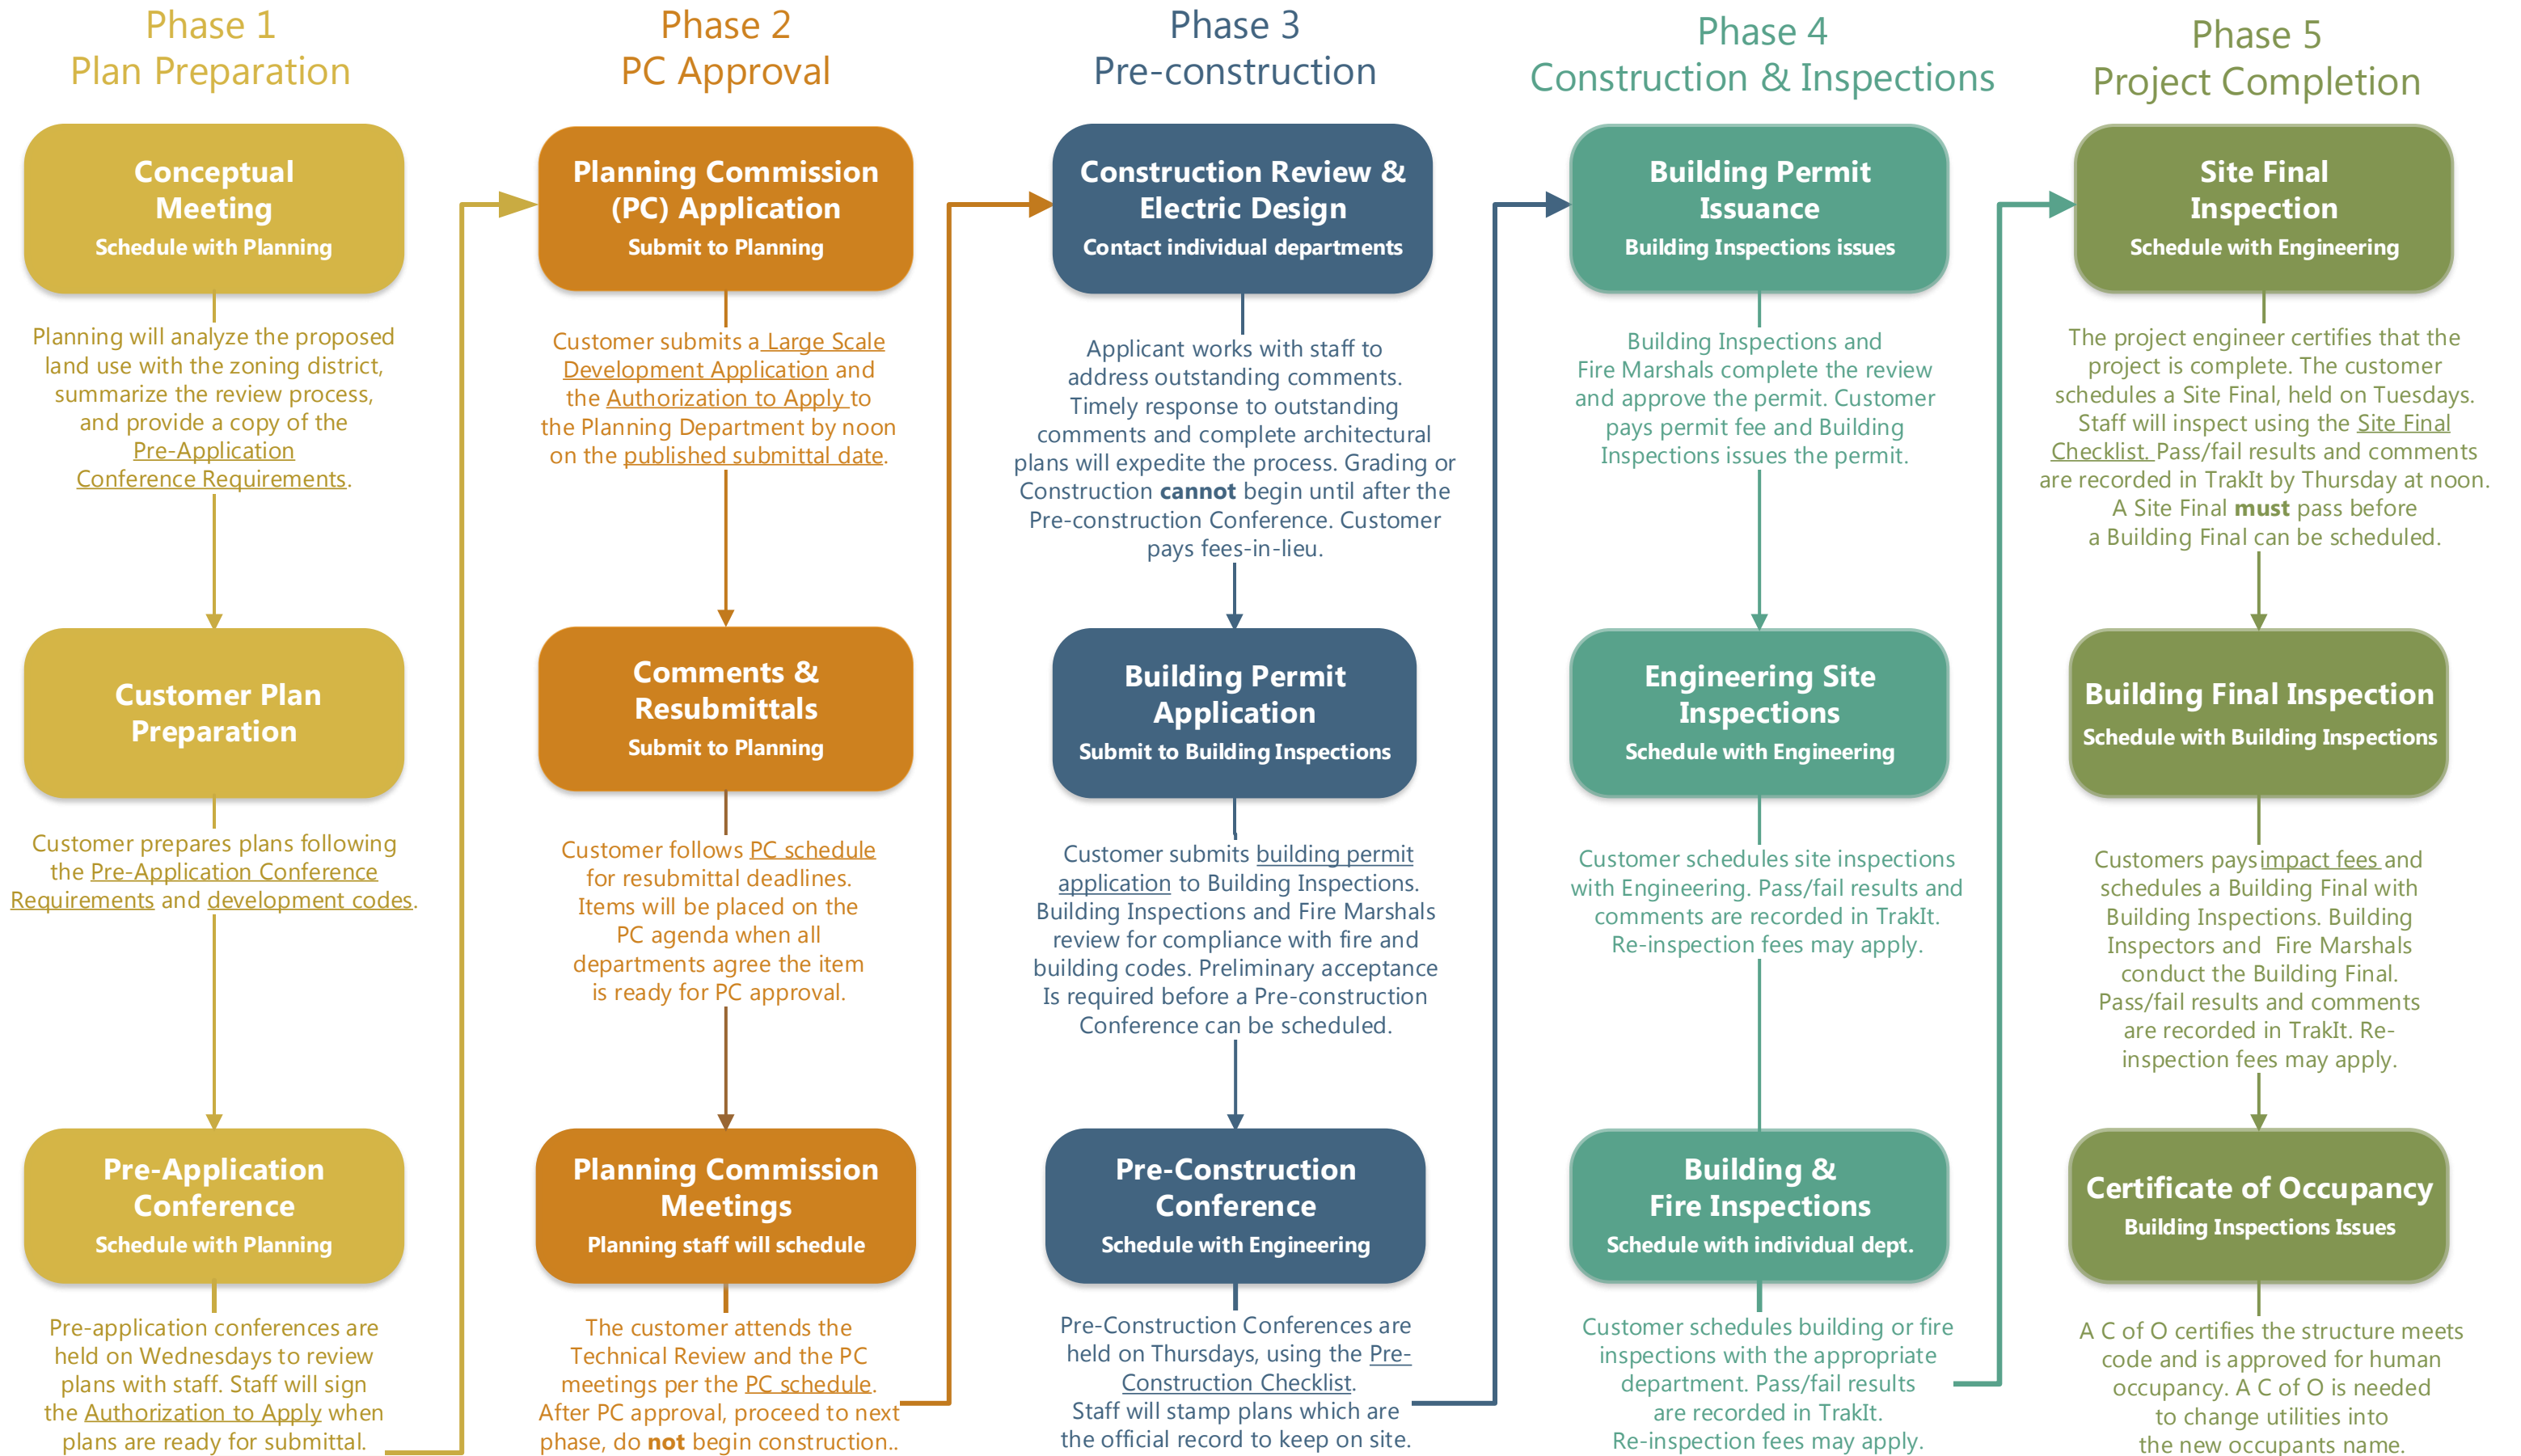 Phase 1
Plan Preparation
Conceptual
Meeting
Schedule with Planning
Planning will analyze the proposed
land use with the zoning district,
summarize the review process,
and provide a copy of the
Pre-Application
Conference Requirements.
Customer Plan
Preparation
Customer prepares plans following
the Pre-Application Conference
Requirements and development codes.
Pre-Application
Conference
Schedule with Planning
Pre-application conferences are
held on Wednesdays to review
plans with staff. Staff will sign
the Authorization to Apply when
plans are ready for submittal.
Phase 2
PC Approval
Planning Commission
(PC) Application
Submit to Planning
Customer submits a Large Scale
Development Application and
the Authorization to Apply to
the Planning Department by noon
on the published submittal date.
Comments &
Resubmittals
Submit to Planning
Customer follows PC schedule
for resubmittal deadlines.
Items will be placed on the
PC agenda when all
departments agree the item
is ready for PC approval.
Planning Commission
Meetings
Planning staff will schedule
The customer attends the
Technical Review and the PC
meetings per the PC schedule.
After PC approval, proceed to next
phase, do not begin construction..
Phase 3
Pre-construction
Construction Review &
Electric Design
Contact individual departments
Applicant works with staff to
address outstanding comments.
Timely response to outstanding
comments and complete architectural
plans will expedite the process. Grading or
Construction cannot begin until after the
Pre-construction Conference. Customer
pays fees-in-lieu.
Building Permit
Application
Submit to Building Inspections
Customer submits building permit
application to Building Inspections.
Building Inspections and Fire Marshals
review for compliance with fire and
building codes. Preliminary acceptance
Is required before a Pre-construction
Conference can be scheduled.
Pre-Construction
Conference
Schedule with Engineering
Pre-Construction Conferences are
held on Thursdays, using the Pre-
Construction Checklist.
Staff will stamp plans which are
the official record to keep on site.
Phase 4
Construction & Inspections
Building Permit
Issuance
Building Inspections issues
Building Inspections and
Fire Marshals complete the review
and approve the permit. Customer
pays permit fee and Building
Inspections issues the permit.
Engineering Site
Inspections
Schedule with Engineering
Customer schedules site inspections
with Engineering. Pass/fail results and
comments are recorded in TrakIt.
Re-inspection fees may apply.
Building &
Fire Inspections
Schedule with individual dept.
Customer schedules building or fire
inspections with the appropriate
department. Pass/fail results
are recorded in TrakIt.
Re-inspection fees may apply.
Phase 5
Project Completion
Site Final
Inspection
Schedule with Engineering
The project engineer certifies that the
project is complete. The customer
schedules a Site Final, held on Tuesdays.
Staff will inspect using the Site Final
Checklist. Pass/fail results and comments
are recorded in TrakIt by Thursday at noon.
A Site Final must pass before
a Building Final can be scheduled.
Building Final Inspection
Schedule with Building Inspections
Customers pays impact fees and
schedules a Building Final with
Building Inspections. Building
Inspectors and Fire Marshals
conduct the Building Final.
Pass/fail results and comments
are recorded in TrakIt. Re-
inspection fees may apply.
Certificate of Occupancy
Building Inspections Issues
A C of O certifies the structure meets
code and is approved for human
occupancy. A C of O is needed
to change utilities into
the new occupants name.